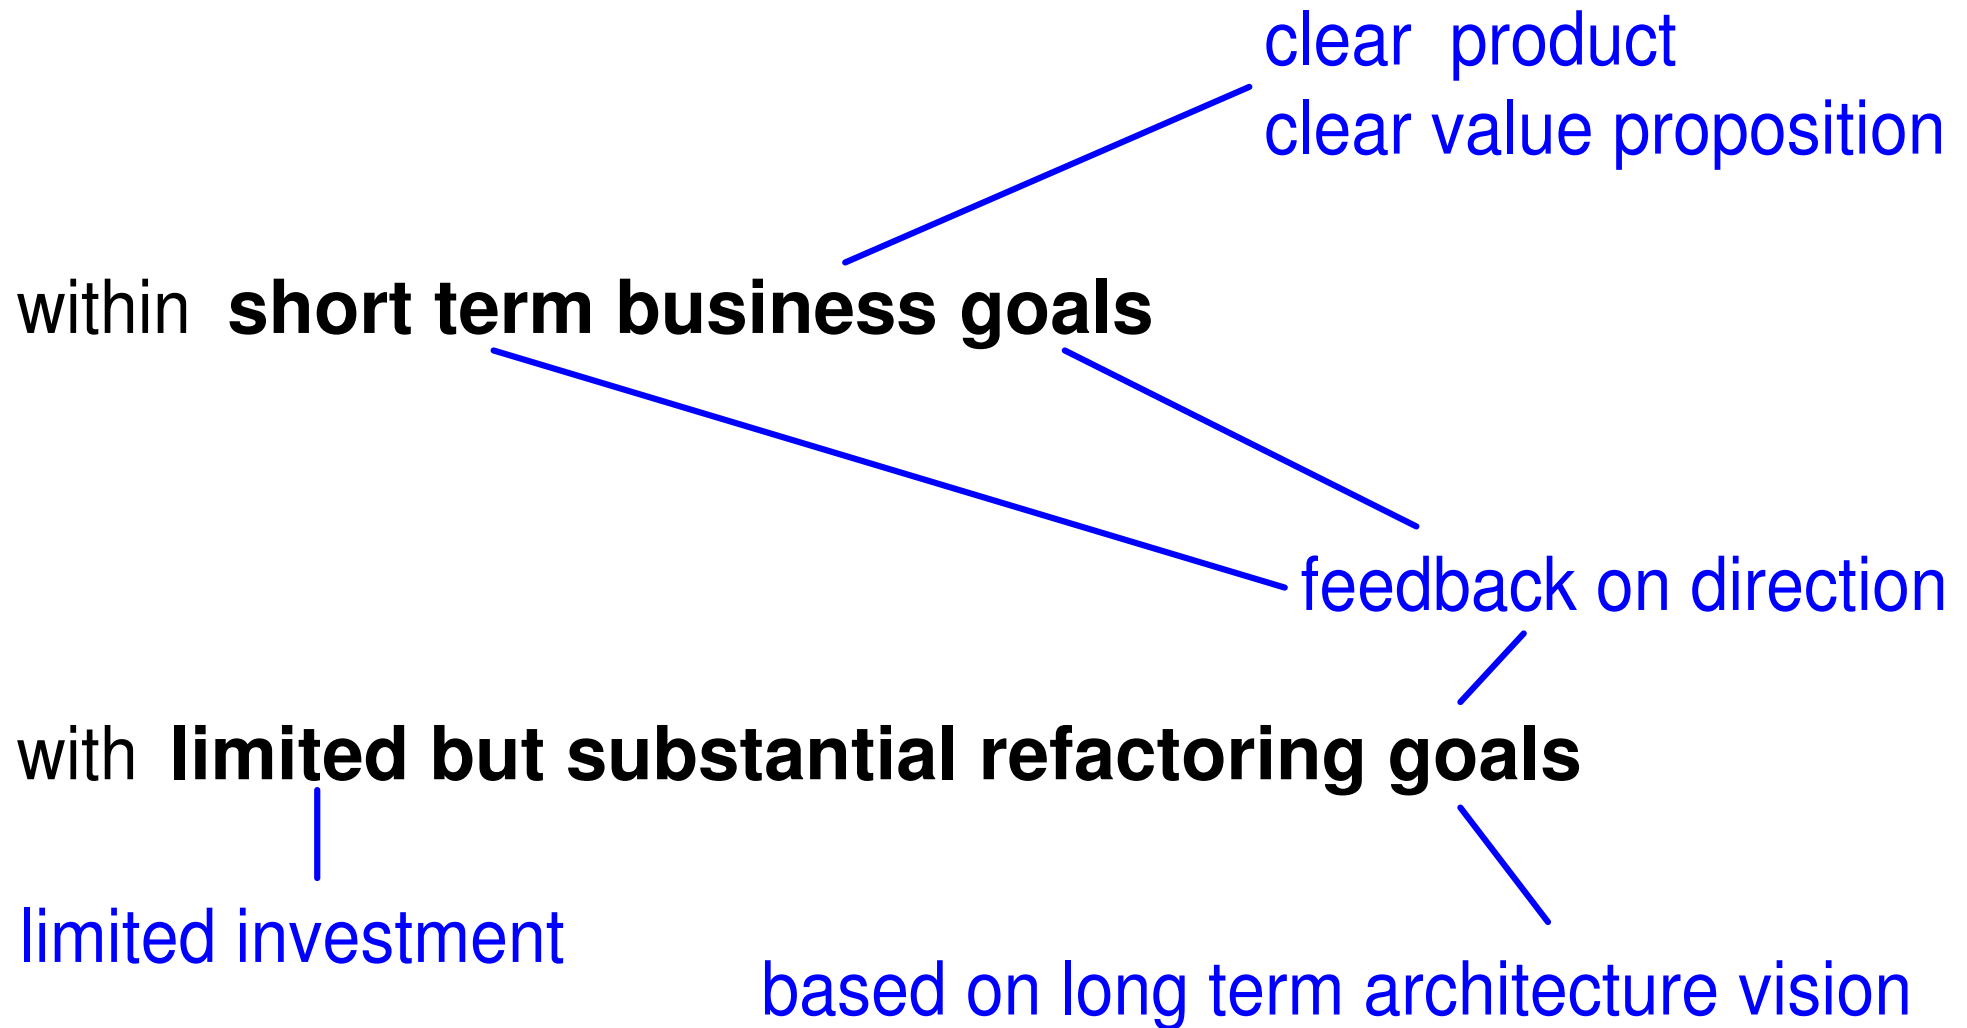 clear product
clear value proposition
within short term business goals
feedback on direction
with limited but substantial refactoring goals
limited investment
based on long term architecture vision